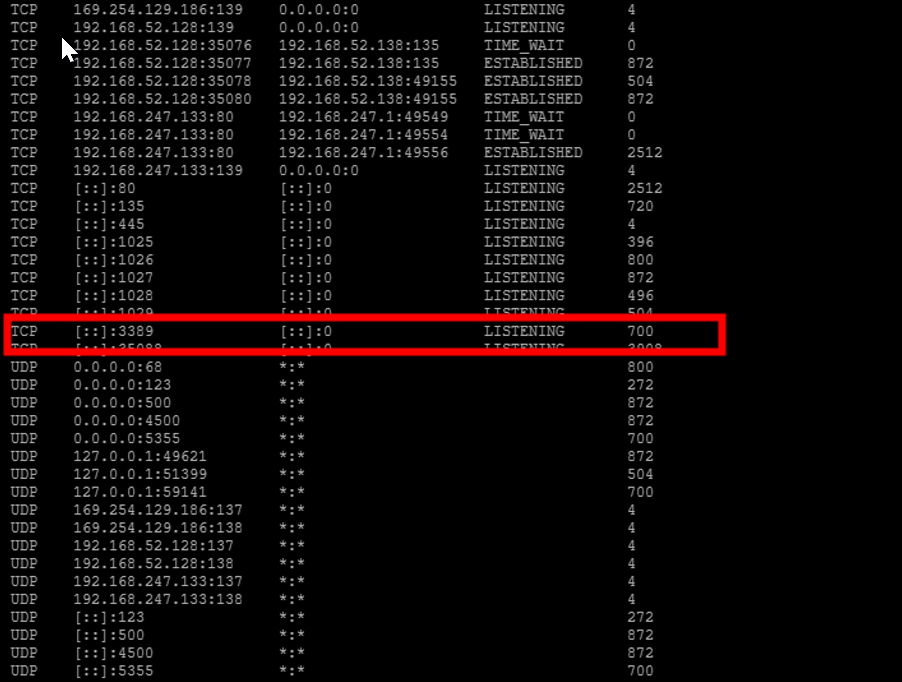 TCP 169.254.129.186:139 0.0.0.0:0 LISTENING 4
TCP 192.168.52.128:139 0.0.0.0:0 LISTENING 4
TCP 192.168.52.128:35076 192.168.52.138:135 TIME_WAIT 0
TCP 192.168.52.128:35077 192.168.52.138:135 ESTABLISHED 872
TCP 192.168.52.128:35078 192.168.52.138:49155 ESTABLISHED 504
TCP 192.168.52.128:35080 192.168.52.138:49155 ESTABLISHED 872
TCP 192.168.247.133:80 192.168.247.1:49549 TIME_WAIT 0
TCP 192.168.247.133:80 192.168.247.1:49554 TIME_WAIT 0
TCP 192.168.247.133:80 192.168.247.1:49556 ESTABLISHED 2512
TCP 192.168.247.133:139 0.0.0.0:0 LISTENING 4
TCP [::]:80 [::]:0 LISTENING 2512
TCP [::]:135 [::]:0 LISTENING 720
TCP [::]:445 [::]:0 LISTENING 4
TCP [::]:1025 [::]:0 LISTENING 396
TCP [::]:1026 [::]:0 LISTENING 800
TCP [::]:1027 [::]:0 LISTENING 872
TCP [::]:1028 [::]:0 LISTENING 496
TCP [::]:1029 [::]:0 LISTENING 504
TCP [::]:3389 [::]:0 LISTENING 700
TCP [::]:0 LISTENING
UDP 0.0.0.0:68 *:* 800
UDP 0.0.0.0:123 *:* 272
UDP 0.0.0.0:500 *:* 872
UDP 0.0.0.0:4500 *:* 872
UDP 0.0.0.0:5355 *:* 700
UDP 127.0.0.1:49621 *:* 872
UDP 127.0.0.1:51399 *:* 504
UDP 127.0.0.1:59141 *:* 700
UDP 169.254.129.186:137 *:* 4
UDP 169.254.129.186:138 *:* 4
UDP 192.168.52.128:137 *:* 4
UDP 192.168.52.128:138 *:* 4
UDP 192.168.247.133:137 *:* 4
UDP 192.168.247.133:138 *:* 4
UDP [::]:123 *:* 272
UDP [::]:500 *:* 872
UDP [::]:4500 *:* 872
UDP [::]:5355 *:* 700